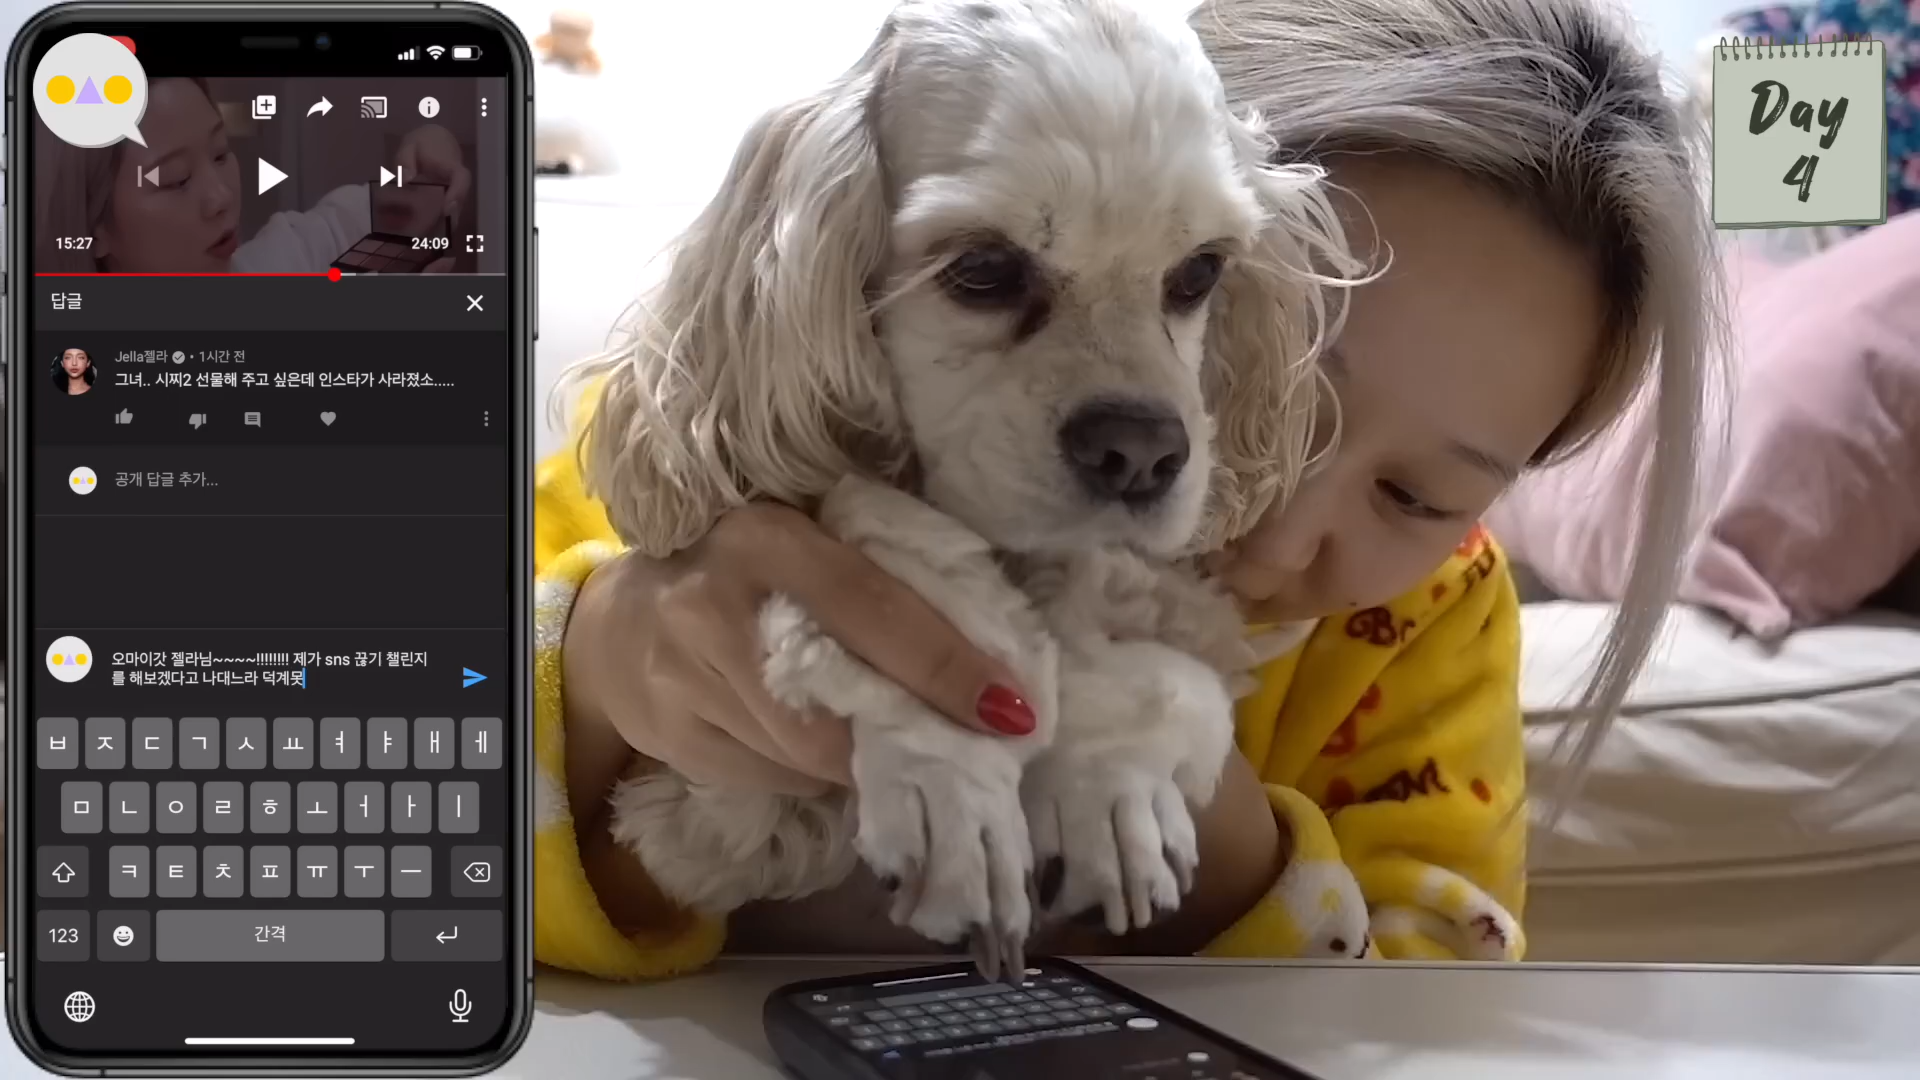 15:27
24:09
답글
Jella젤라 • 1시간 전
그녀.. 시찌2 선물해 주고 싶은데 인스타가 사라졌소.....
공개 답글 추가...
오마이갓 젤라님~~~~!!!!!!!! 제가 sns 끊기 챌린지
를 해보겠다고 나대느라 덕계못
ㅂ ㅈ ㄷ ㄱ ㅅ ㅛ ㅕ ㅑ ㅐ ㅔ
ㅁ ㄴ ㅇ ㄹ ㅎ ㅗ ㅓ ㅏ ㅣ
ㅋ ㅌ ㅊ ㅍ ㅠ ㅜ ㅡ
123 간격
Day
4